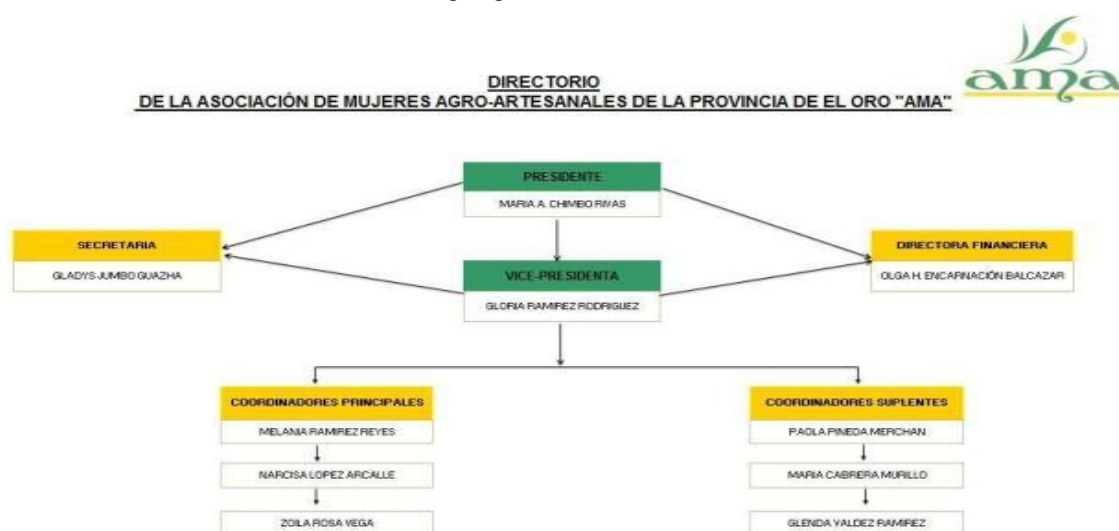 ama
DIRECTORIO
DE LA ASOCIACIÓN DE MUJERES AGRO-ARTESANALES DE LA PROVINCIA DE EL ORO "AMA"
PRESIDENTE
MARIA A. CHIMBO RIVAS
SECRETARIA
GLADYS JUMBO GUAZHA
DIRECTORA FINANCIERA
OLGA H. ENCARNACIÓN BALCAZAR
VICE-PRESIDENTA
GLORIA RAMIREZ RODRIGUEZ
COORDINADORES PRINCIPALES
MELANIA RAMIREZ REYES
NARCISA LOPEZ ARCALLE
ZOILA ROSA VEGA
COORDINADORES SUPLENTES
PAOLA PINEDA MERCHAN
MARIA CABRERA MURILLO
GLENDA VALDEZ RAMIREZ